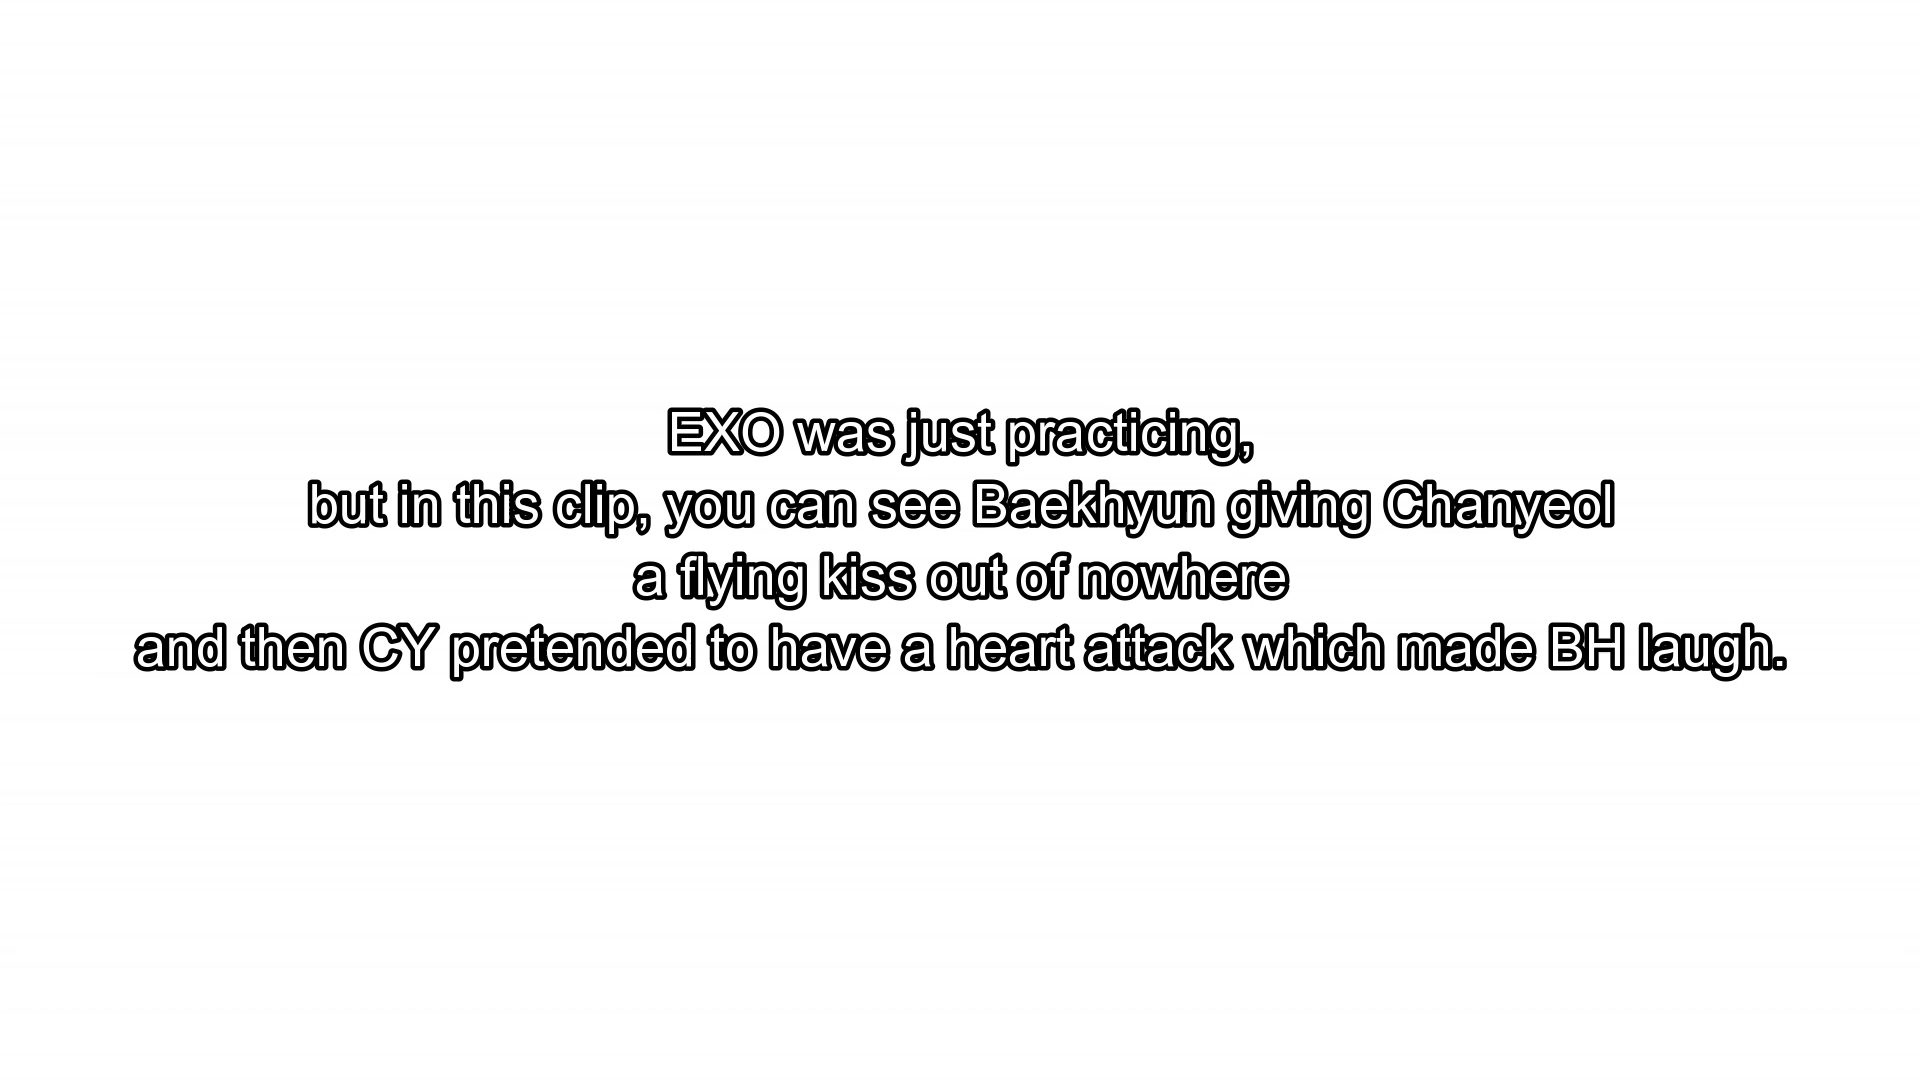 EXO was just practicing,
but in this clip, you can see Baekhyun giving Chanyeol
a flying kiss out of nowhere
and then CY pretended to have a heart attack which made BH laugh.